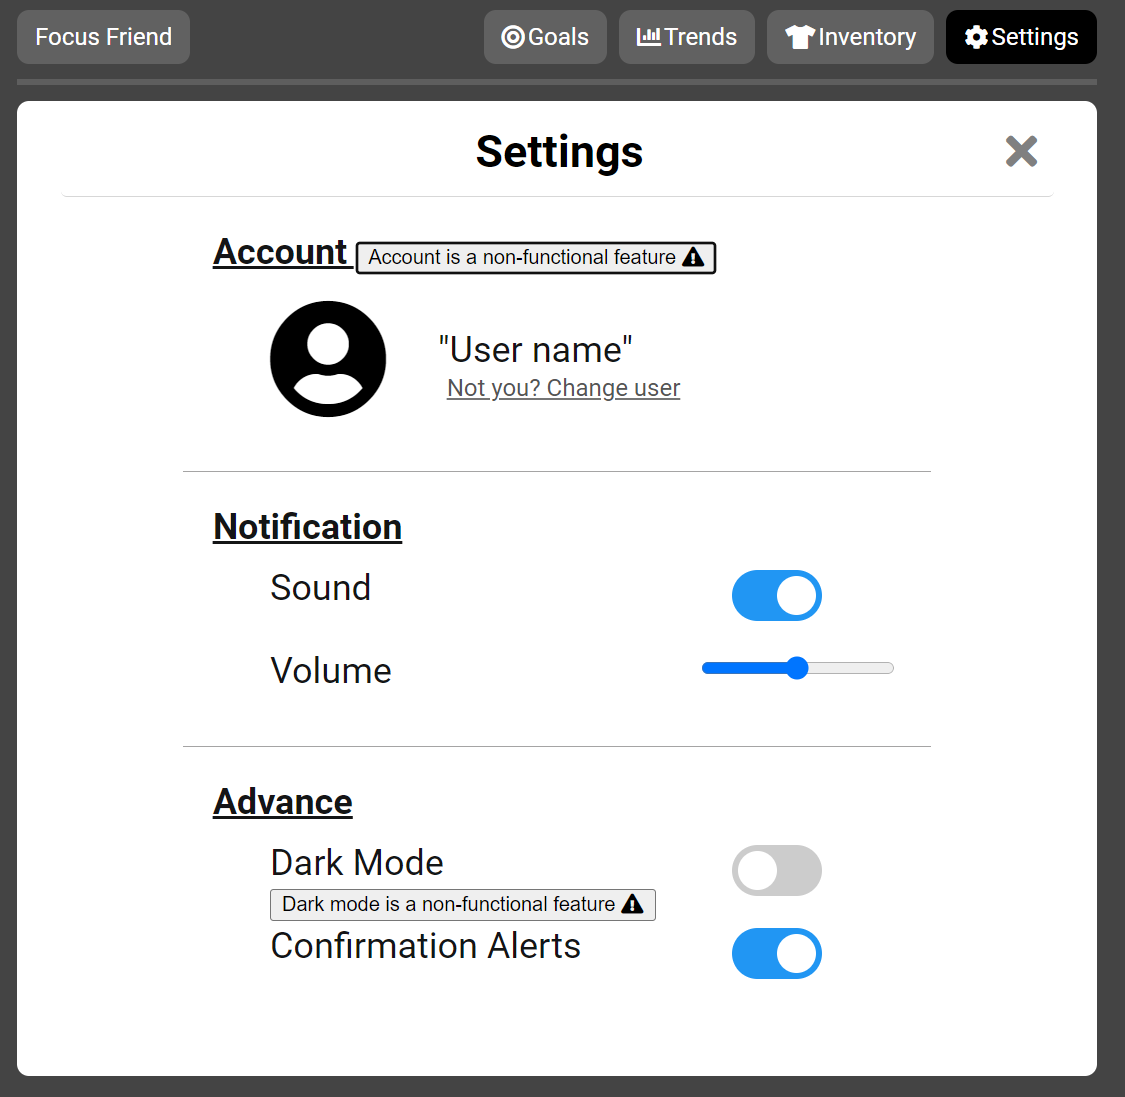 Focus Friend Goals Trends Inventory Settings
Settings
Account Account is a non-functional feature
"User name"
Not you? Change user
Notification
Sound
Volume
Advance
Dark Mode
Dark mode is a non-functional feature
Confirmation Alerts